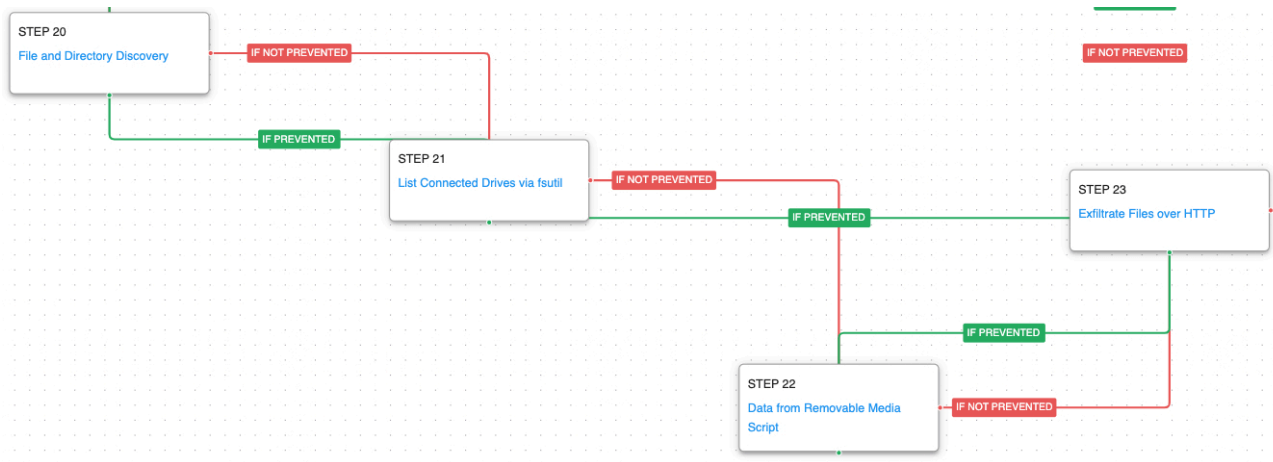 STEP 20
File and Directory Discovery
IF NOT PREVENTED
IF NOT PREVENTED
IF PREVENTED
STEP 21
List Connected Drives via fsutil
IF NOT PREVENTED
IF PREVENTED
STEP 23
Exfiltrate Files over HTTP
IF PREVENTED
STEP 22
Data from Removable Media
Script
IF NOT PREVENTED